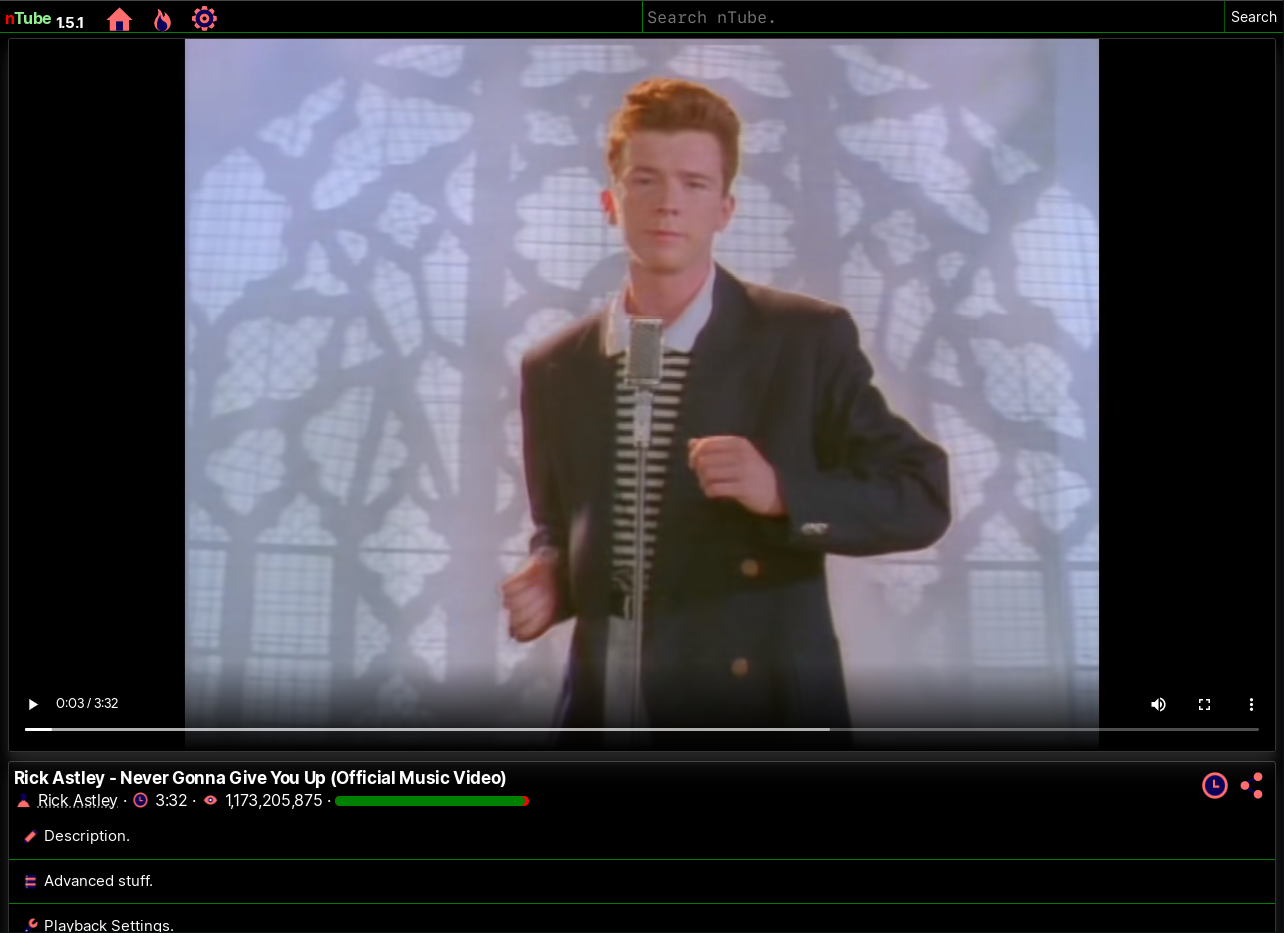 nTube 1.5.1 Search nTube. Search
0:03 / 3:32
Rick Astley - Never Gonna Give You Up (Official Music Video)
Rick Astley · 3:32 · 1,173,205,875 ·
Description.
Advanced stuff.
Playback Settings.